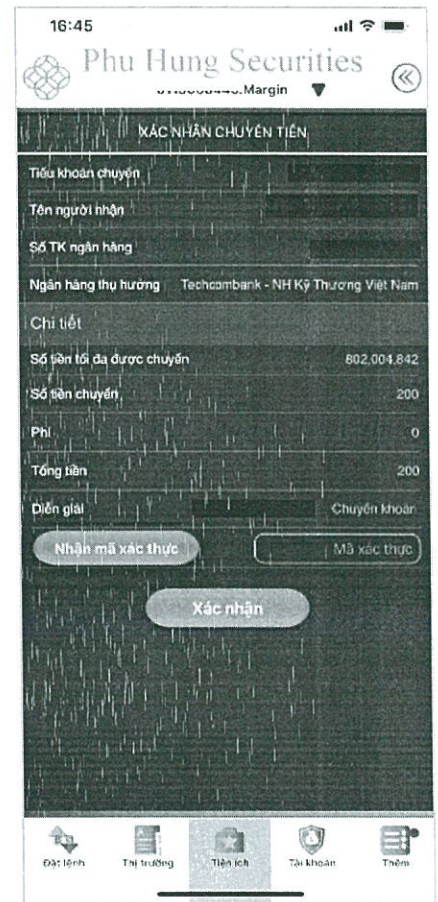 16:45
Phu Hung Securities
.Margin
XÁC NHẬN CHUYỂN TIỀN
Tiểu khoản chuyển
Tên người nhận
Số TK ngân hàng
Ngân hàng thụ hưởng Techcombank - NH Kỹ Thương Việt Nam
Chi tiết
Số tiền tối đa được chuyển 802,004,842
Số tiền chuyển 200
Phí 0
Tổng tiền 200
Diễn giải Chuyển khoản
Nhận mã xác thực Mã xác thực
Xác nhận
Đặt lệnh Thị trường Tiện ích Tài khoản Thêm